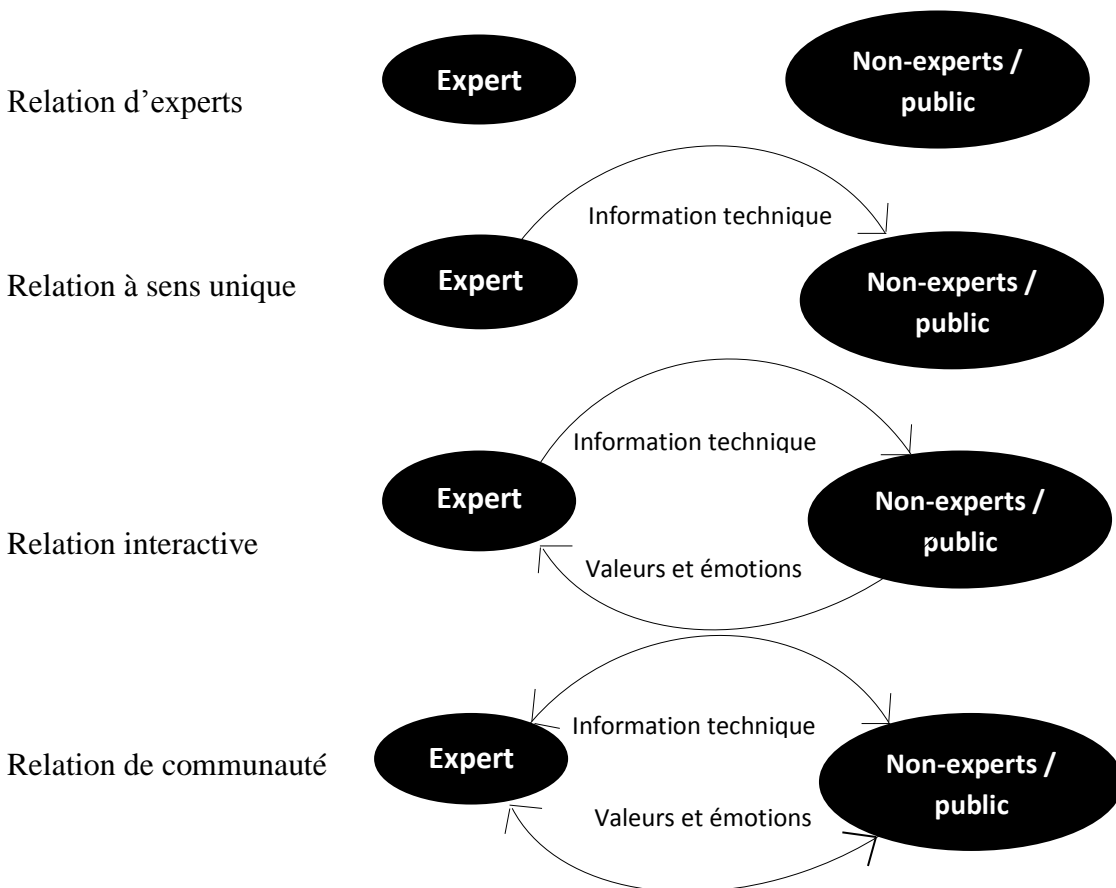 Relation d’experts
Expert
Non-experts /
public
Information technique
Relation à sens unique
Expert
Non-experts /
public
Information technique
Relation interactive
Expert
Non-experts /
public
Valeurs et émotions
Information technique
Relation de communauté
Expert
Non-experts /
public
Valeurs et émotions